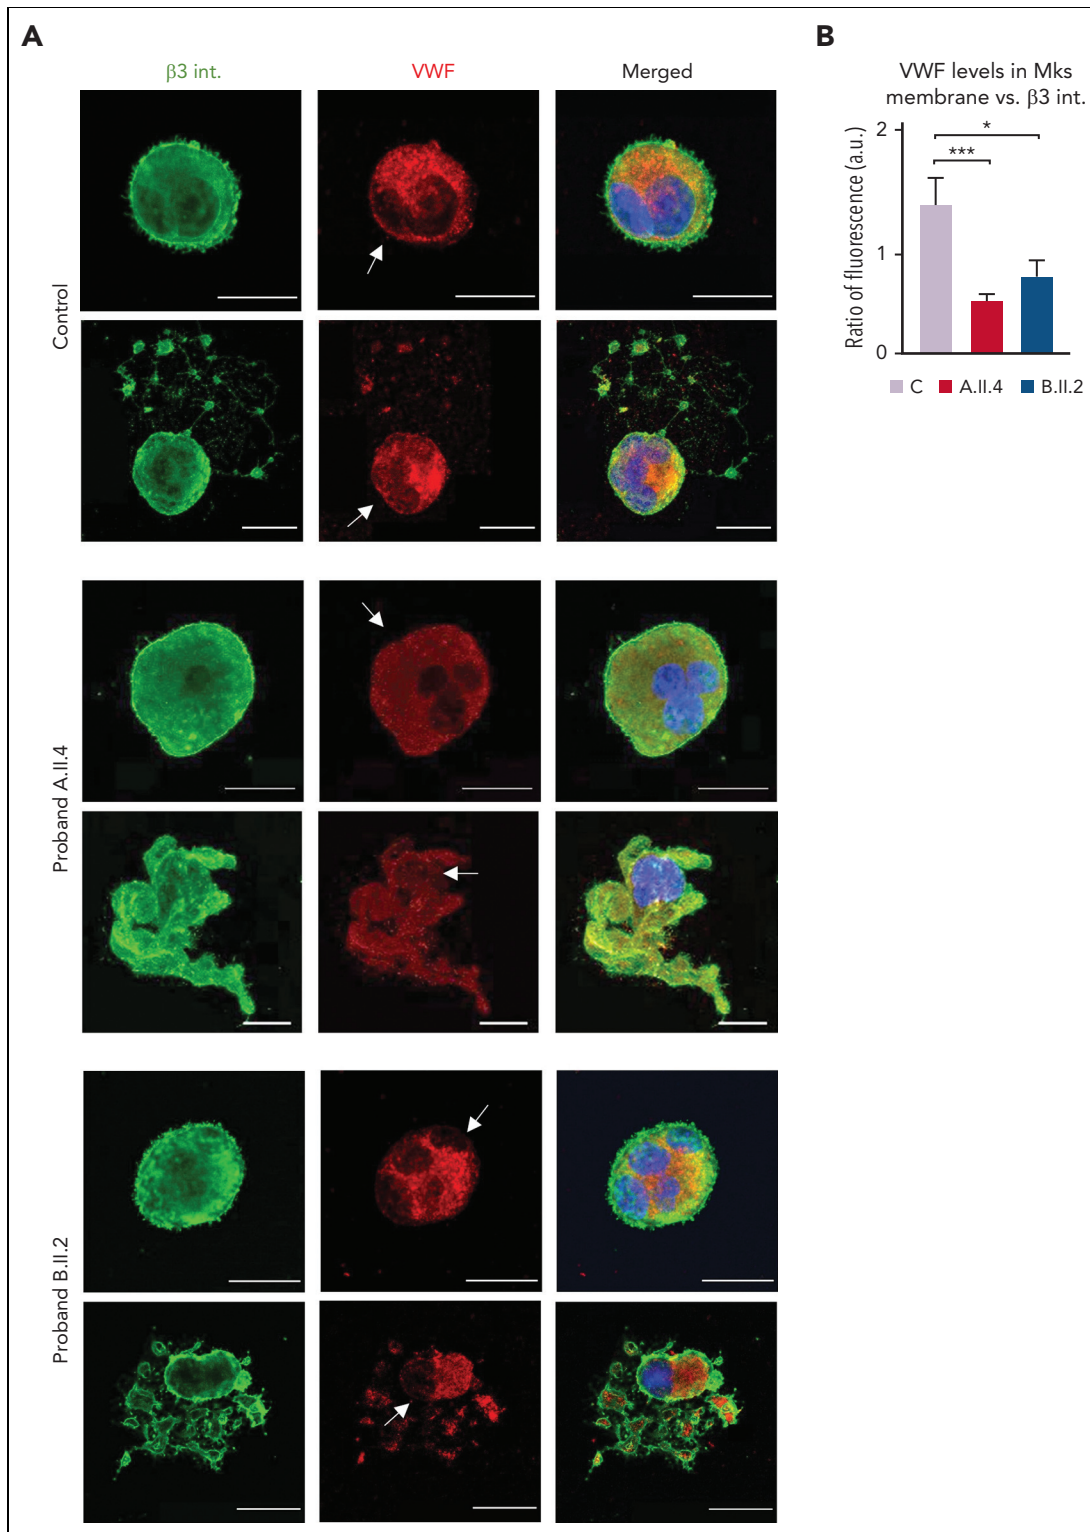 A
β3 int.
VWF
Merged
Control
Proband A.II.4
Proband B.II.2
B
VWF levels in Mks
membrane vs. β3 int.
Ratio of fluorescence (a.u.)
2
1
0
*
***
C
A.II.4
B.II.2